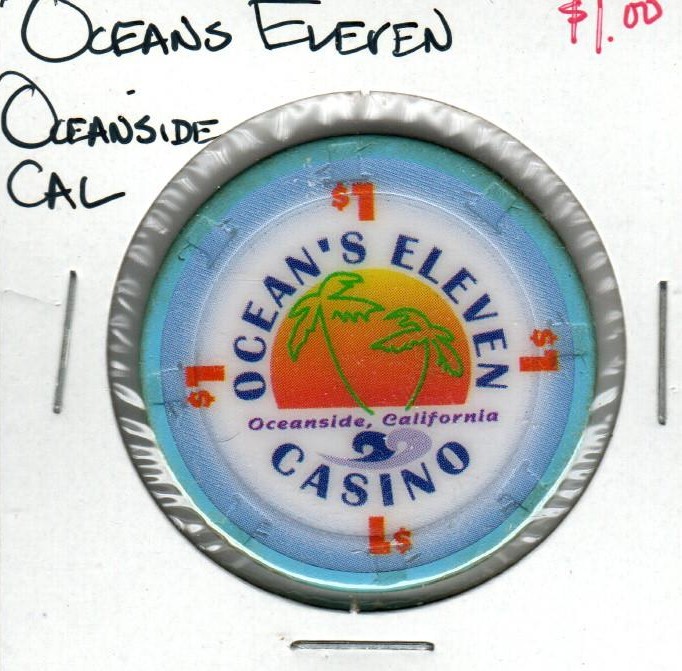 OCEANS ELEVEN
$1.00
OCEANSIDE
CAL
$1
OCEAN'S ELEVEN
$1
$1
Oceanside, California
CASINO
$1